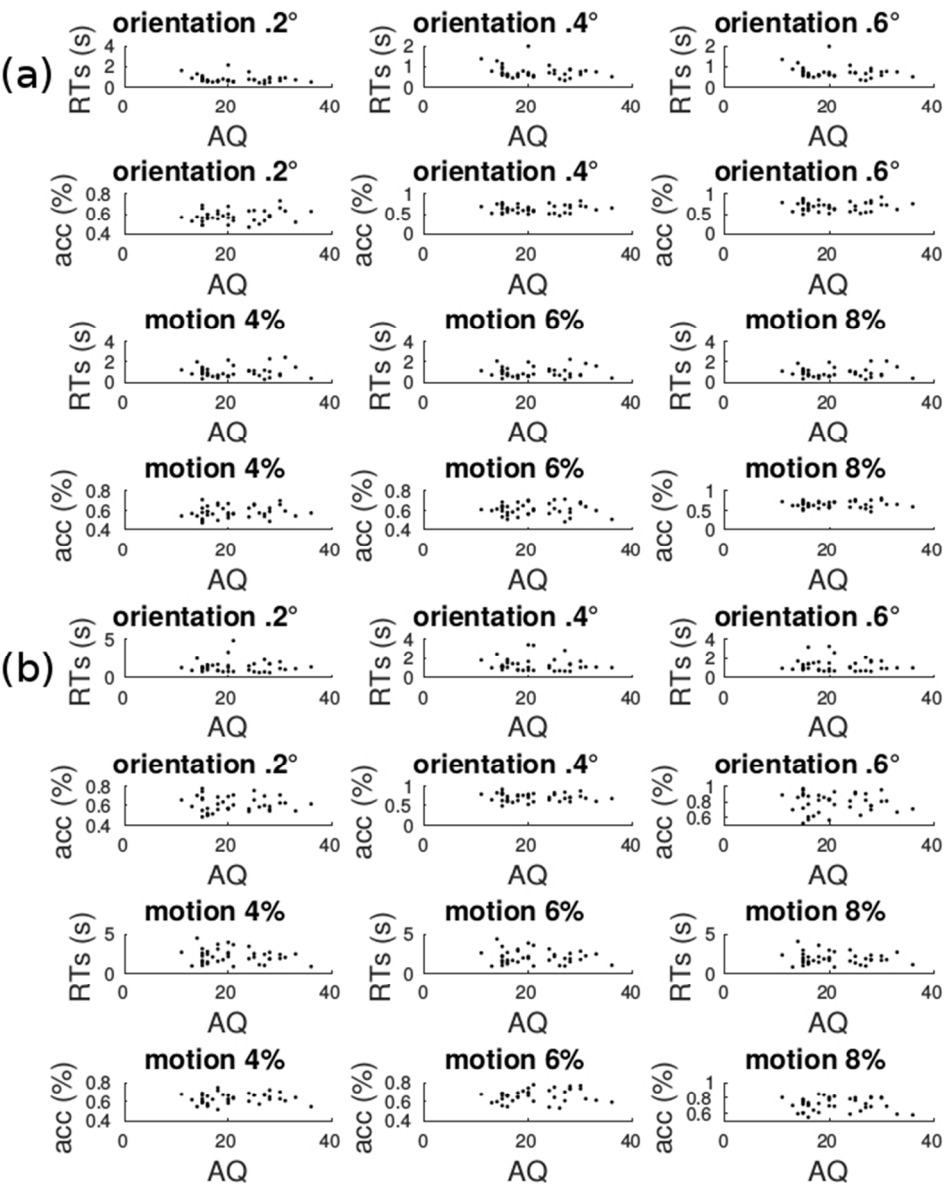 (a)
orientation .2° orientation .4° orientation .6°
RTs (s) 4 2 0 RTs (s) 2 1 0 RTs (s) 2 1 0
0 20 40 0 20 40 0 20 40
AQ AQ AQ
orientation .2° orientation .4° orientation .6°
acc (%) 0.8 0.6 0.4 acc (%) 1 0.5 0 acc (%) 1 0.5 0
0 20 40 0 20 40 0 20 40
AQ AQ AQ
motion 4% motion 6% motion 8%
RTs (s) 4 2 0 RTs (s) 4 2 0 RTs (s) 4 2 0
0 20 40 0 20 40 0 20 40
AQ AQ AQ
motion 4% motion 6% motion 8%
acc (%) 0.8 0.6 0.4 acc (%) 0.8 0.6 0.4 acc (%) 1 0.5 0
0 20 40 0 20 40 0 20 40
AQ AQ AQ
(b)
orientation .2° orientation .4° orientation .6°
RTs (s) 5 0 RTs (s) 4 2 0 RTs (s) 4 2 0
0 20 40 0 20 40 0 20 40
AQ AQ AQ
orientation .2° orientation .4° orientation .6°
acc (%) 0.8 0.6 0.4 acc (%) 1 0.5 0 acc (%) 1 0.8 0.6
0 20 40 0 20 40 0 20 40
AQ AQ AQ
motion 4% motion 6% motion 8%
RTs (s) 5 0 RTs (s) 5 0 RTs (s) 5 0
0 20 40 0 20 40 0 20 40
AQ AQ AQ
motion 4% motion 6% motion 8%
acc (%) 0.8 0.6 0.4 acc (%) 0.8 0.6 0.4 acc (%) 1 0.8 0.6
0 20 40 0 20 40 0 20 40
AQ AQ AQ